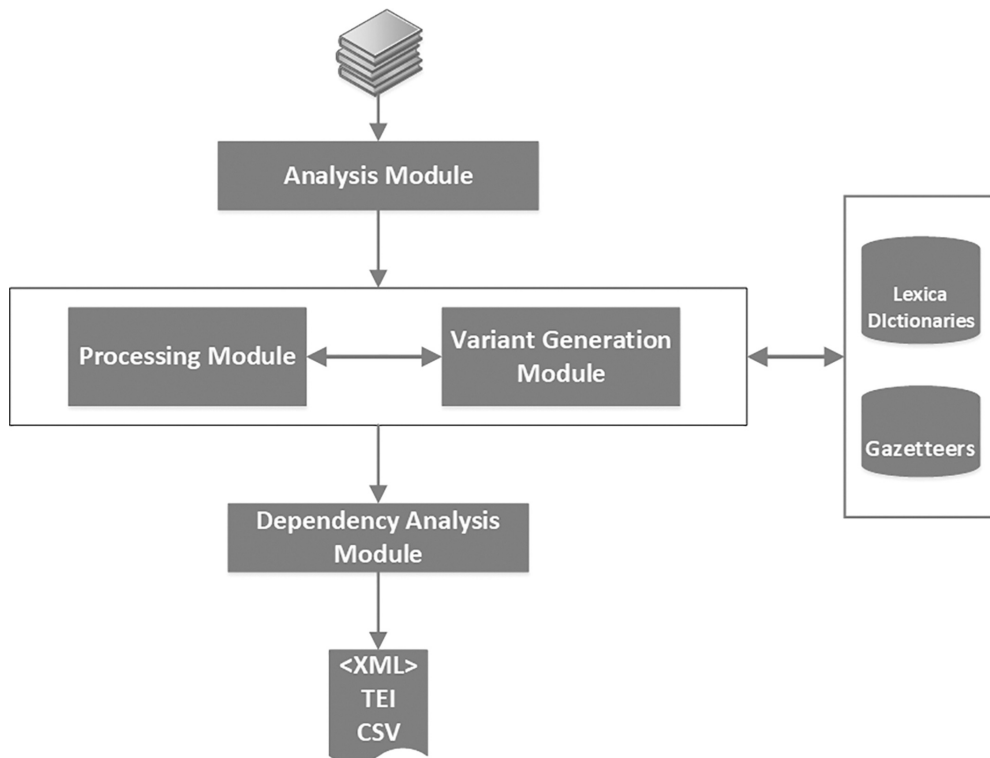 Analysis Module
Processing Module
Variant Generation
Module
Lexica
DIctionaries
Gazetteers
Dependency Analysis
Module
<XML>
TEI
CSV